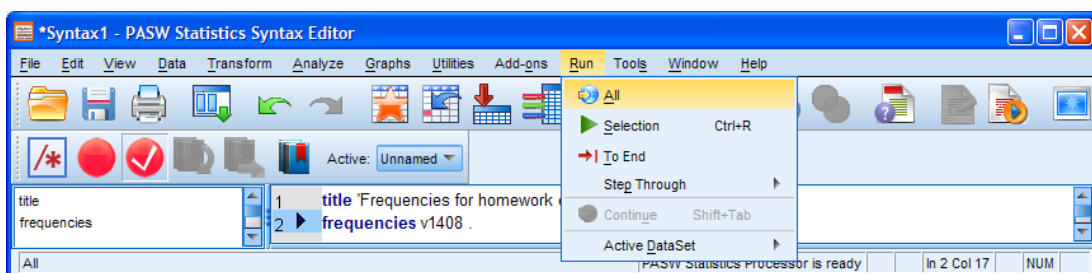 *Syntax1 - PASW Statistics Syntax Editor
File Edit View Data Transform Analyze Graphs Utilities Add-ons Run Tools Window Help
All
Selection Ctrl+R
To End
Step Through
Continue Shift+Tab
Active DataSet
/*
Active: Unnamed
title
frequencies
1 title 'Frequencies for homework
2 frequencies v1408 .
All
PASW Statistics Processor is ready
In 2 Col 17
NUM